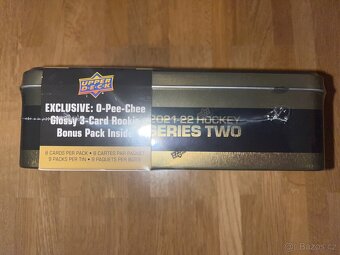 UPPER
DECK
EXCLUSIVE: O-Pee-Chee
Glossy 3-Card Rookie
Bonus Pack Inside
2021-22 HOCKEY
SERIES TWO
8 CARDS PER PACK • 8 CARTES PAR PAQUET
9 PACKS PER TIN • 9 PAQUETS PAR BOÎTE
Sbazar.cz